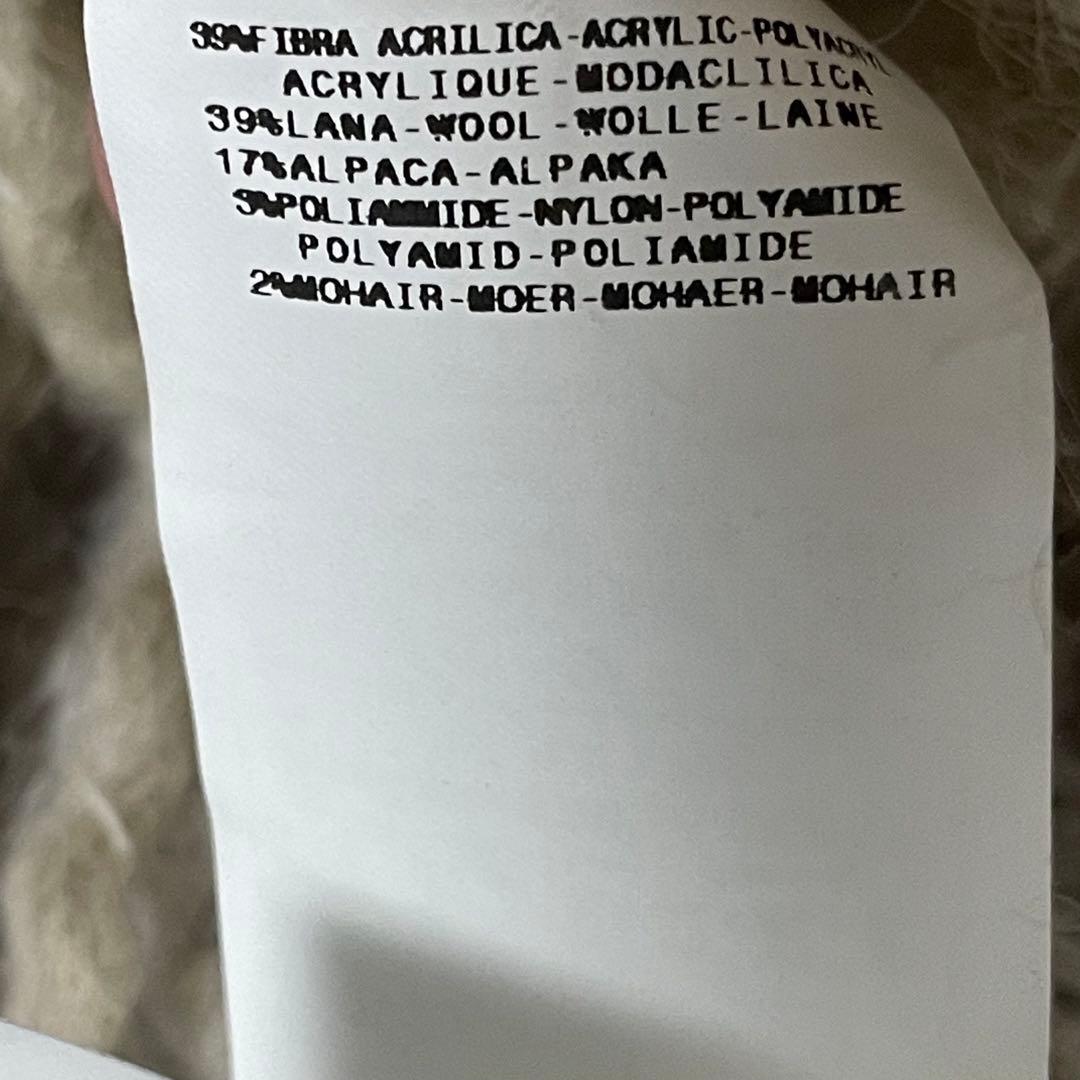 39%FIBRA ACRILICA-ACRYLIC-POLYACRYL
ACRYLIQUE-MODACLILICA
39%LANA-WOOL-WOLLE-LAINE
17%ALPACA-ALPAKA
3%POLIAMMIDE-NYLON-POLYAMIDE
POLYAMID-POLIAMIDE
2%MOHAIR-MOER-MOHAER-MOHAIR